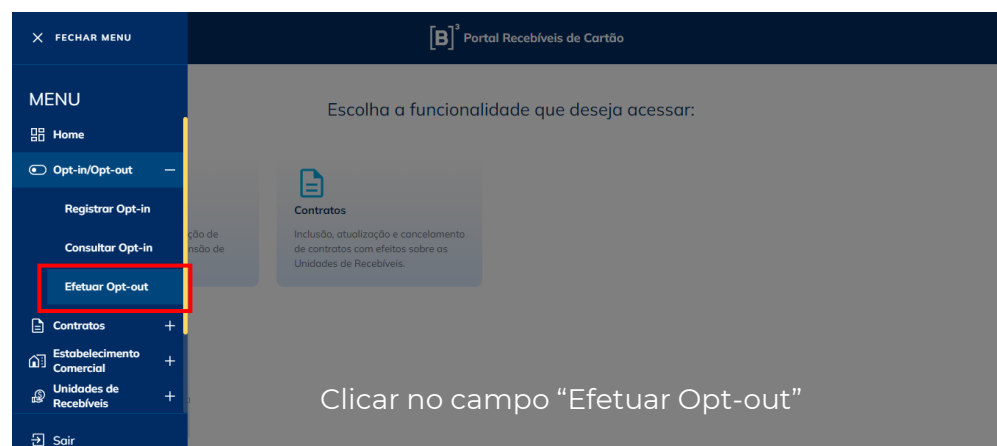 FECHAR MENU
[B]³ Portal Recebíveis de Cartão
MENU
Escolha a funcionalidade que deseja acessar:
Home
Opt-in/Opt-out
Registrar Opt-in
Consultar Opt-in
Efetuar Opt-out
ção de
nsão de
Contratos
Inclusão, atualização e cancelamento
de contratos com efeitos sobre as
Unidades de Recebíveis.
Contratos
Estabelecimento
Comercial
Unidades de
Recebíveis
Sair
Clicar no campo “Efetuar Opt-out”